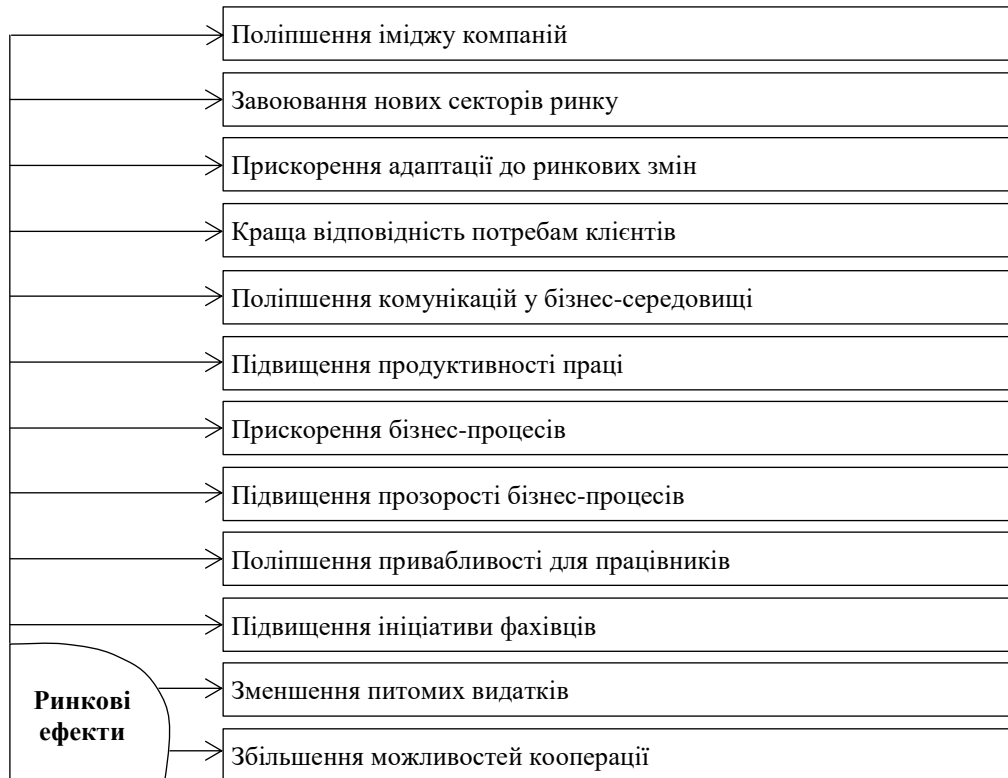 Поліпшення іміджу компаній
Завоювання нових секторів ринку
Прискорення адаптації до ринкових змін
Краща відповідність потребам клієнтів
Поліпшення комунікацій у бізнес-середовищі
Підвищення продуктивності праці
Прискорення бізнес-процесів
Підвищення прозорості бізнес-процесів
Поліпшення привабливості для працівників
Підвищення ініціативи фахівців
Зменшення питомих видатків
Збільшення можливостей кооперації
Ринкові
ефекти